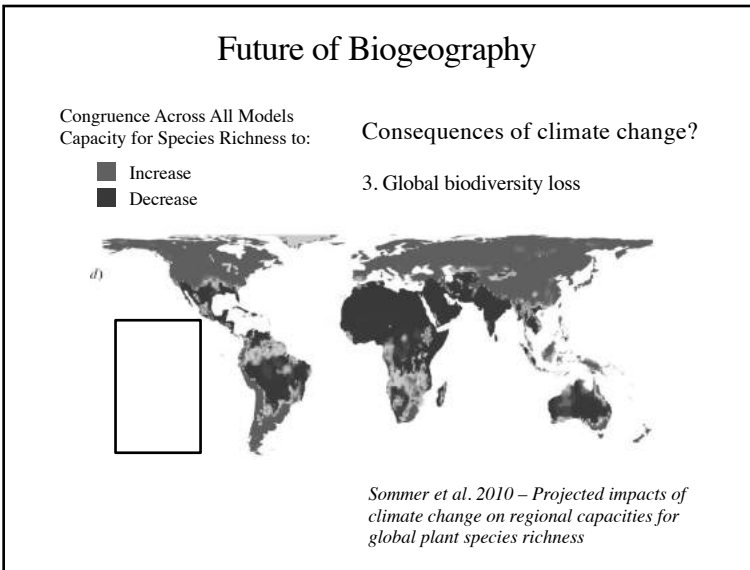 Future of Biogeography
Congruence Across All Models
Capacity for Species Richness to:
Increase
Decrease
Consequences of climate change?
3. Global biodiversity loss
d)
Sommer et al. 2010 – Projected impacts of
climate change on regional capacities for
global plant species richness